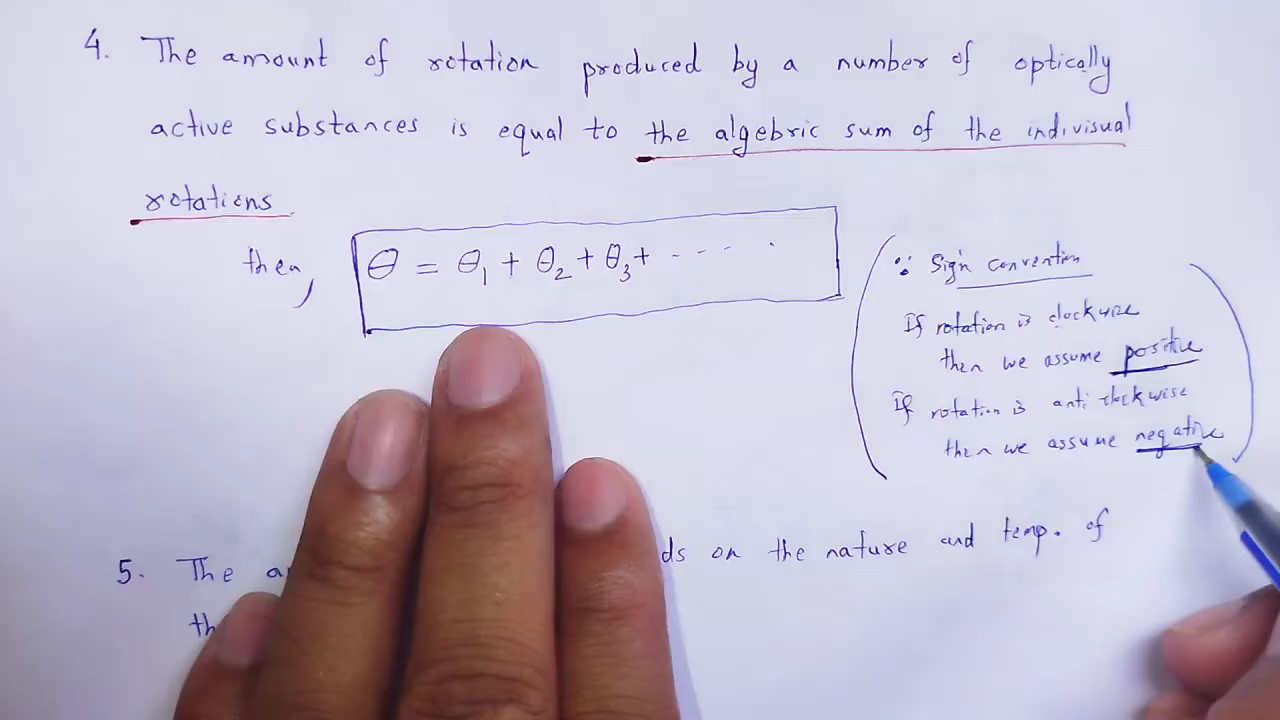 4. The amount of rotation produced by a number of optically
active substances is equal to the algebric sum of the indivisual
rotations.
then, θ = θ1 + θ2 + θ3 + -- -- .
∵ Sign convention
If rotation is clockwise
then we assume positive
If rotation is anti clockwise
then we assume negative
5. The on the nature and temp. of